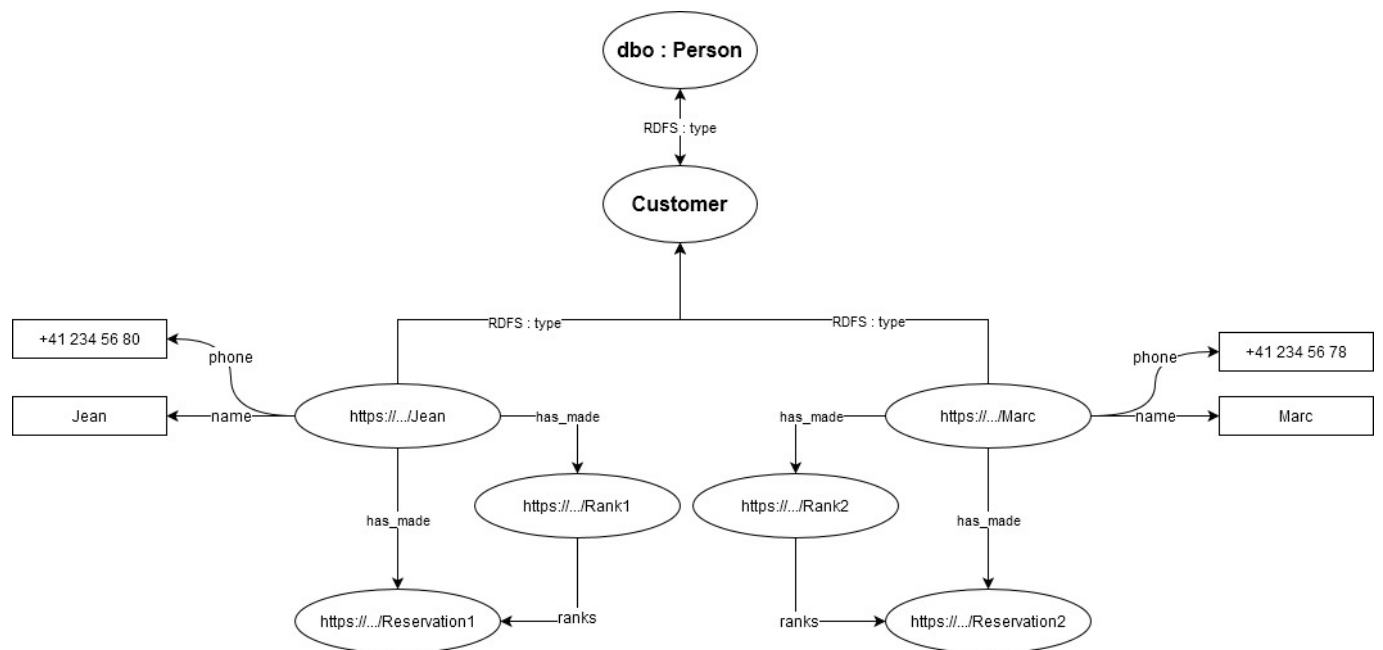 dbo : Person
RDFS : type
Customer
RDFS : type
RDFS : type
+41 234 56 80
phone
Jean
name
https://.../Jean
has_made
has_made
https://.../Marc
phone
+41 234 56 78
name
Marc
https://.../Rank1
https://.../Rank2
has_made
has_made
https://.../Reservation1
ranks
ranks
https://.../Reservation2